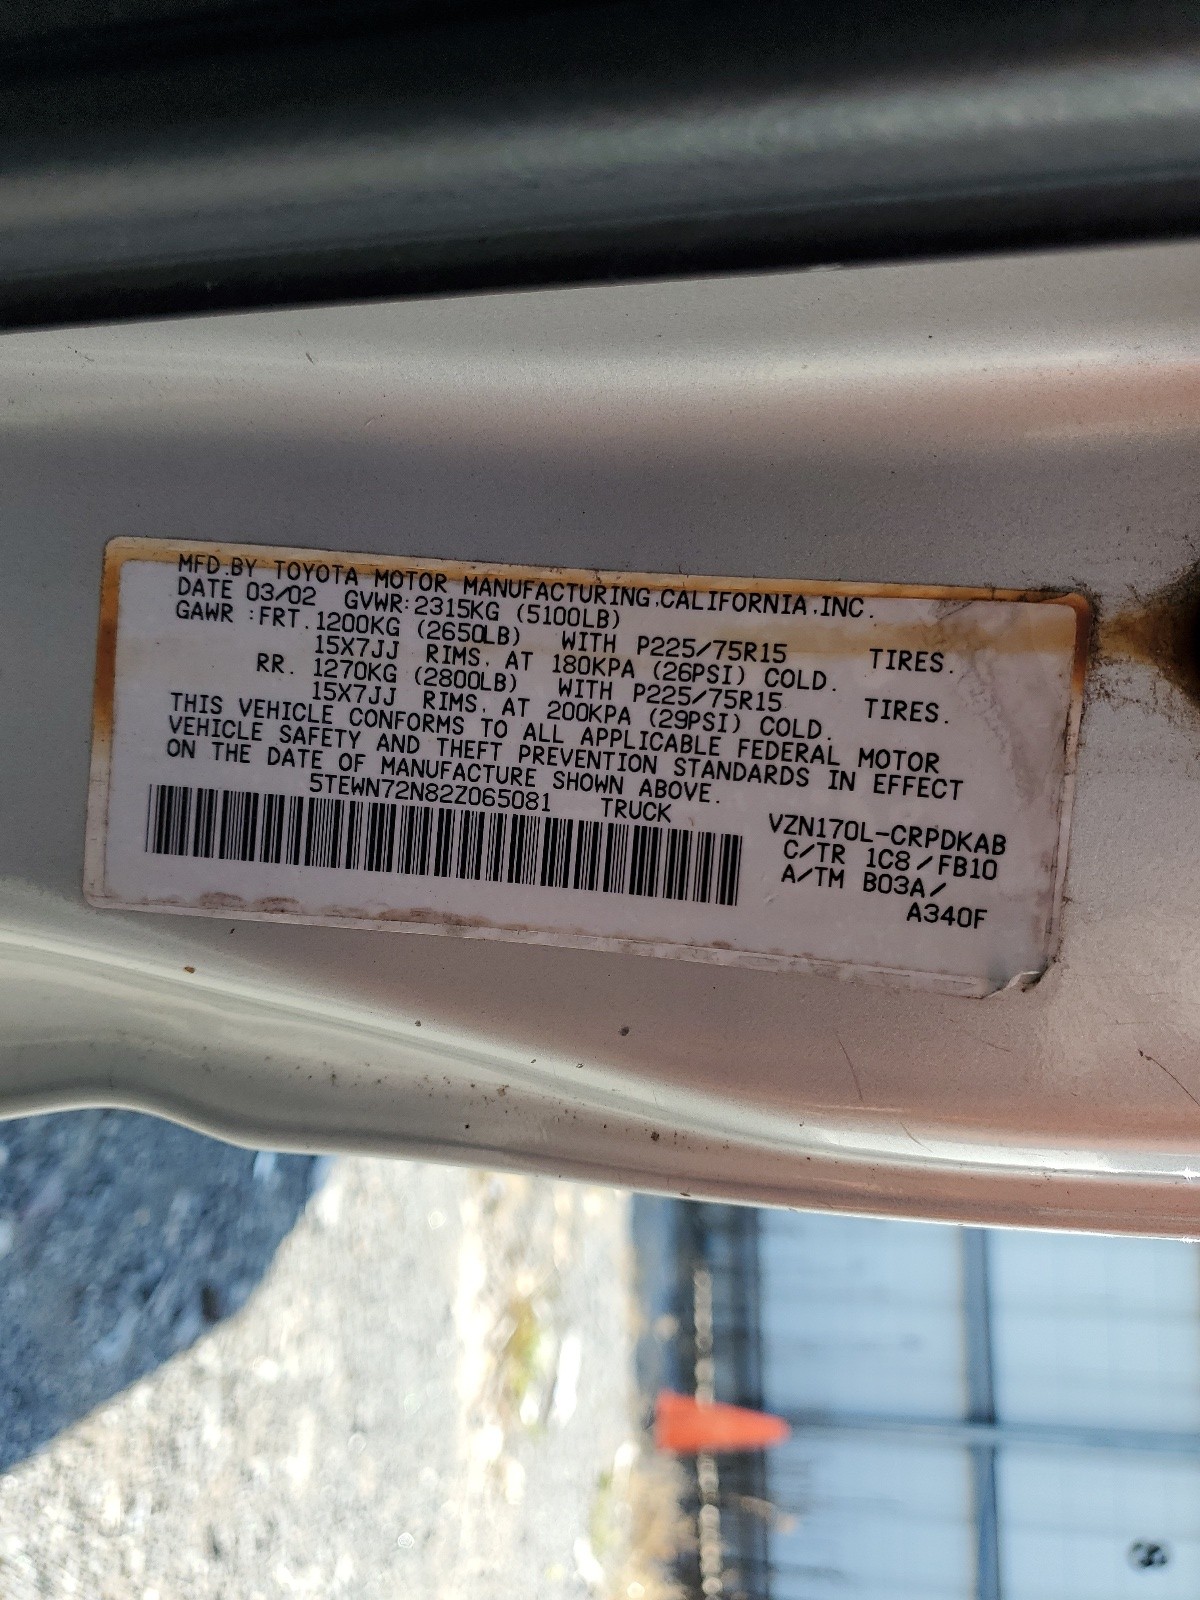 MFD.BY TOYOTA MOTOR MANUFACTURING,CALIFORNIA,INC.
DATE 03/02 GVWR:2315KG (5100LB)
GAWR :FRT.1200KG (2650LB) WITH P225/75R15 TIRES.
15X7JJ RIMS, AT 180KPA (26PSI) COLD.
RR. 1270KG (2800LB) WITH P225/75R15 TIRES.
15X7JJ RIMS, AT 200KPA (29PSI) COLD.
THIS VEHICLE CONFORMS TO ALL APPLICABLE FEDERAL MOTOR
VEHICLE SAFETY AND THEFT PREVENTION STANDARDS IN EFFECT
ON THE DATE OF MANUFACTURE SHOWN ABOVE.
5TEWN72N82Z065081 TRUCK
VZN170L-CRPDKAB
C/TR 1C8/FB10
A/TM B03A/
A340F